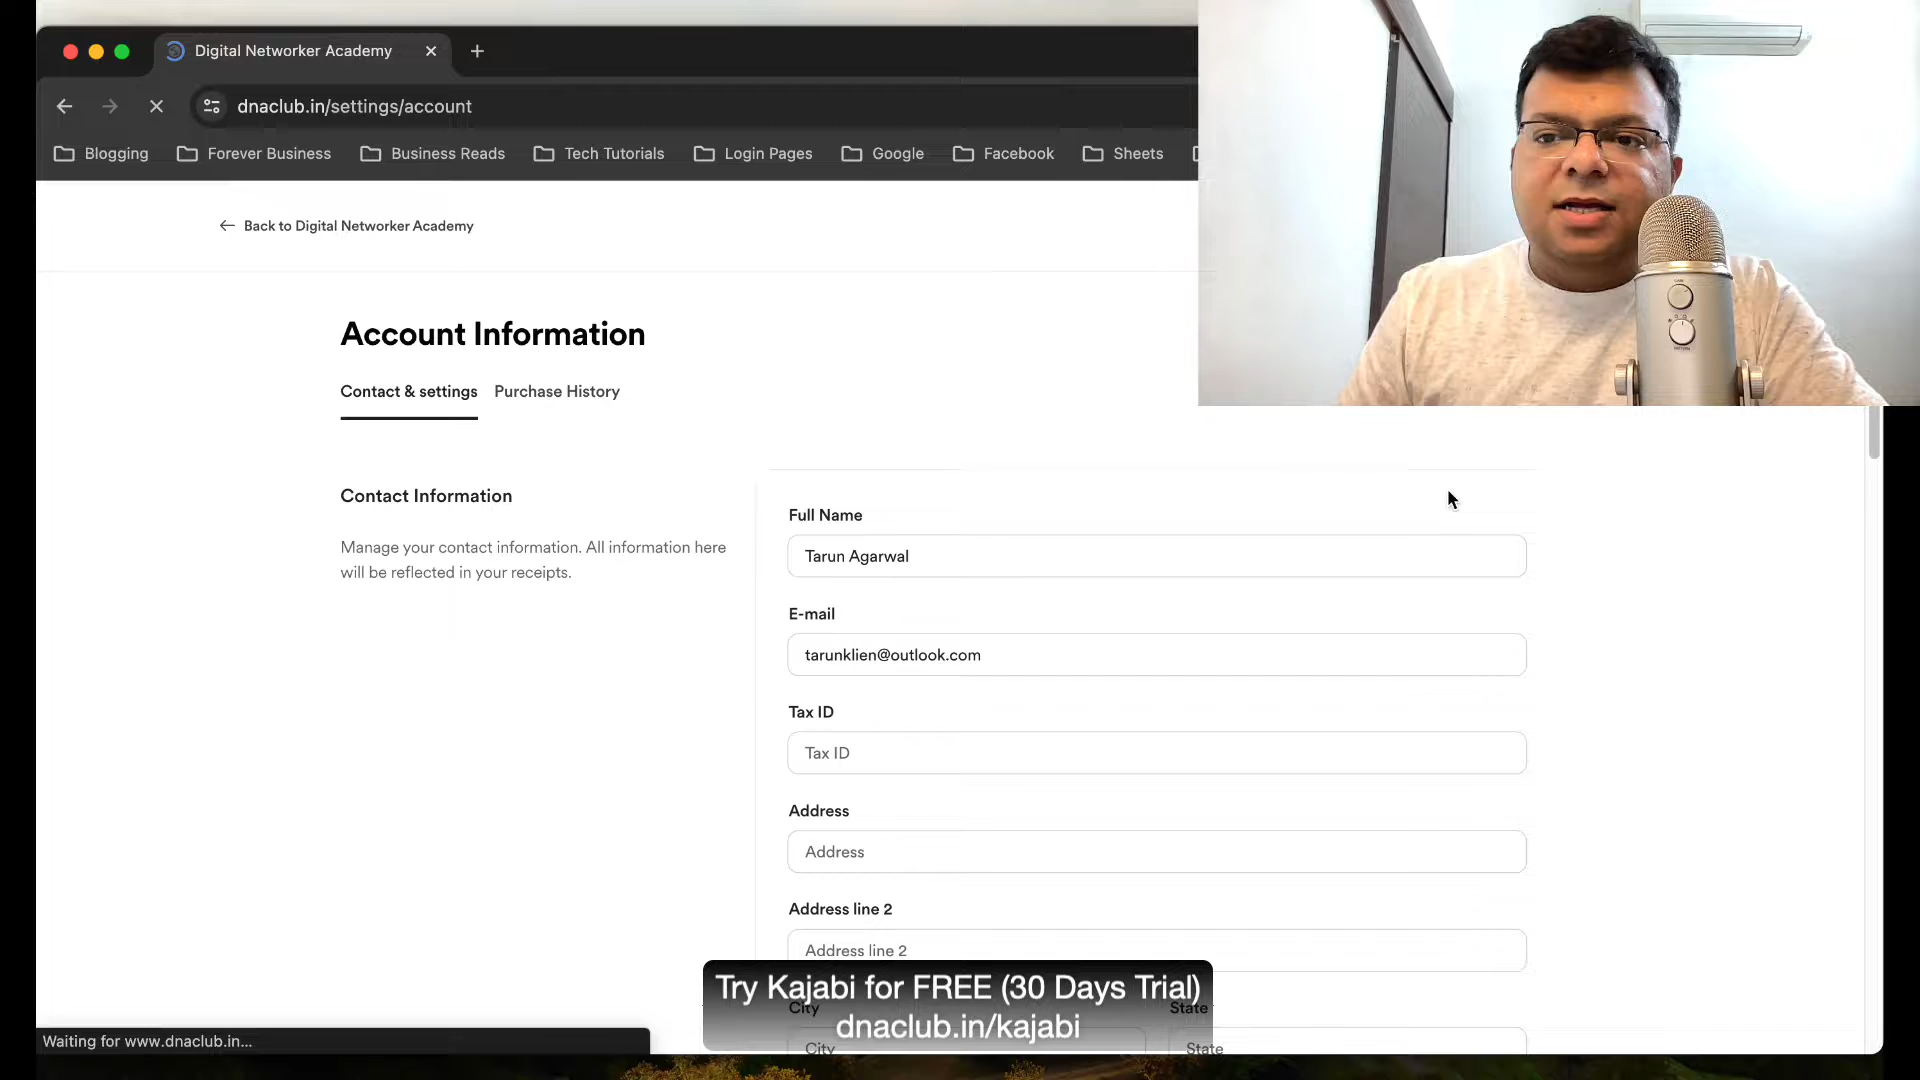 Digital Networker Academy
dnaclub.in/settings/account
Blogging
Forever Business
Business Reads
Tech Tutorials
Login Pages
Google
Facebook
Sheets
Back to Digital Networker Academy
Account Information
Contact & settings
Purchase History
Contact Information
Manage your contact information. All information here
will be reflected in your receipts.
Full Name
Tarun Agarwal
E-mail
tarunklien@outlook.com
Tax ID
Tax ID
Address
Address
Address line 2
Address line 2
City
State
City
State
Try Kajabi for FREE (30 Days Trial)
dnaclub.in/kajabi
Waiting for www.dnaclub.in...